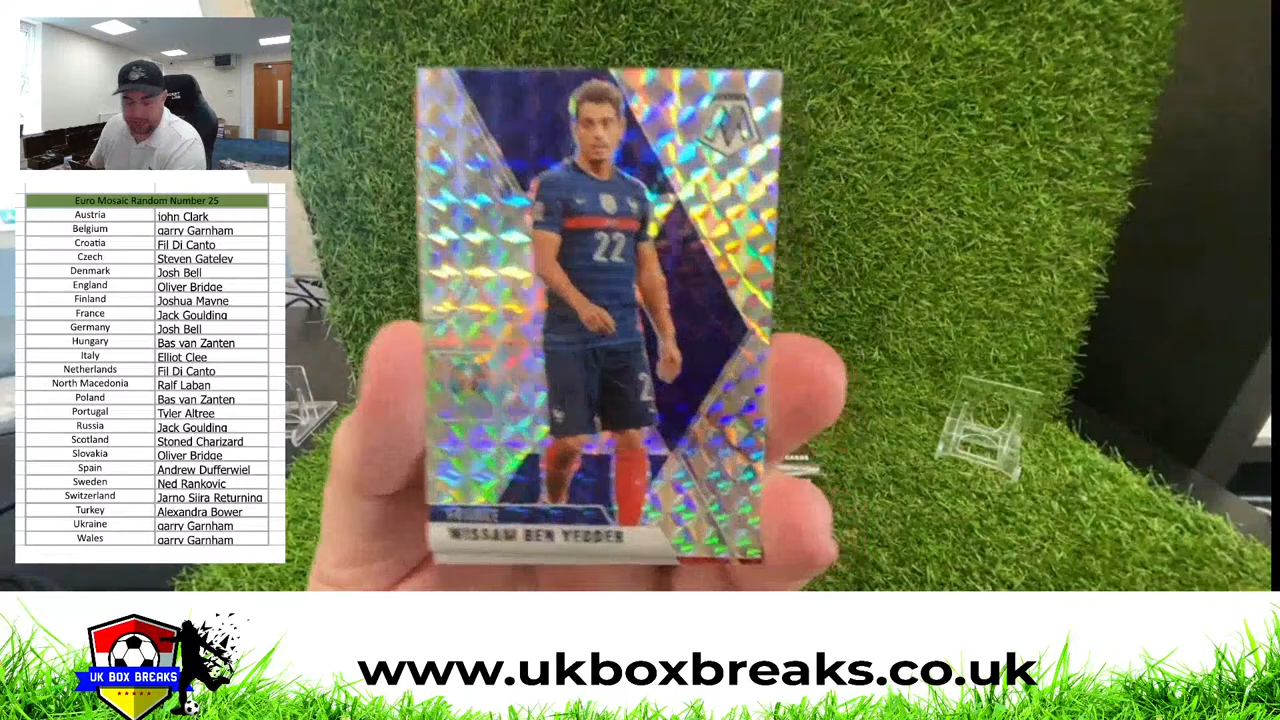 Euro Mosaic Random Number 25
Austria john Clark
Belgium garry Garnham
Croatia Fil Di Canto
Czech Steven Gateley
Denmark Josh Bell
England Oliver Bridge
Finland Joshua Mayne
France Jack Goulding
Germany Josh Bell
Hungary Bas van Zanten
Italy Elliot Clee
Netherlands Fil Di Canto
North Macedonia Ralf Laban
Poland Bas van Zanten
Portugal Tyler Altree
Russia Jack Goulding
Scotland Stoned Charizard
Slovakia Oliver Bridge
Spain Andrew Dufferwiel
Sweden Ned Rankovic
Switzerland Jarno Siira Returning
Turkey Alexandra Bower
Ukraine garry Garnham
Wales garry Garnham
M
22
2
FRANCE
WISSAM BEN YEDDER
CARDS
UK BOX BREAKS
www.ukboxbreaks.co.uk